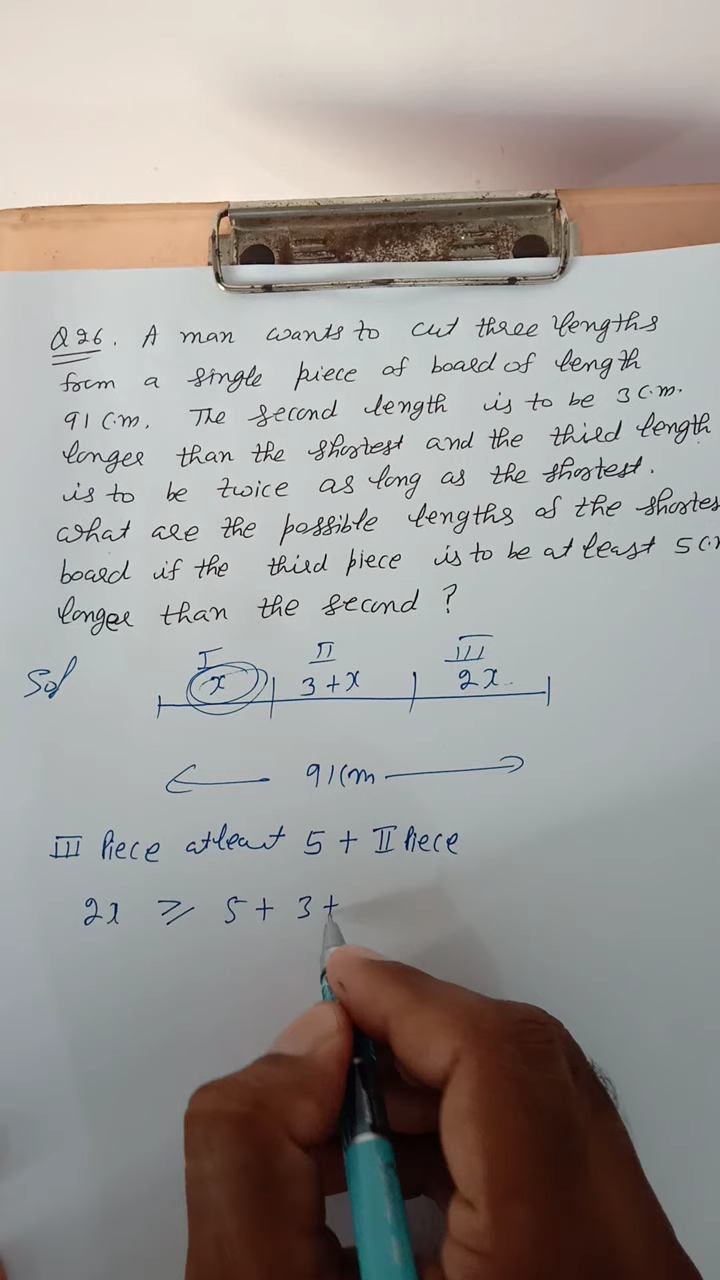 Q 26. A man wants to cut three lengths
form a single piece of board of length
91 cm. The second length is to be 3 cm.
longer than the shortest and the third length
is to be twice as long as the shortest.
what are the possible lengths of the shortes
board if the third piece is to be at least 5 cm
longer than the second ?
Sol
I II III
x 3 + x 2x
91 cm
III Piece atleast 5 + II Piece
2x ⩾ 5 + 3 +